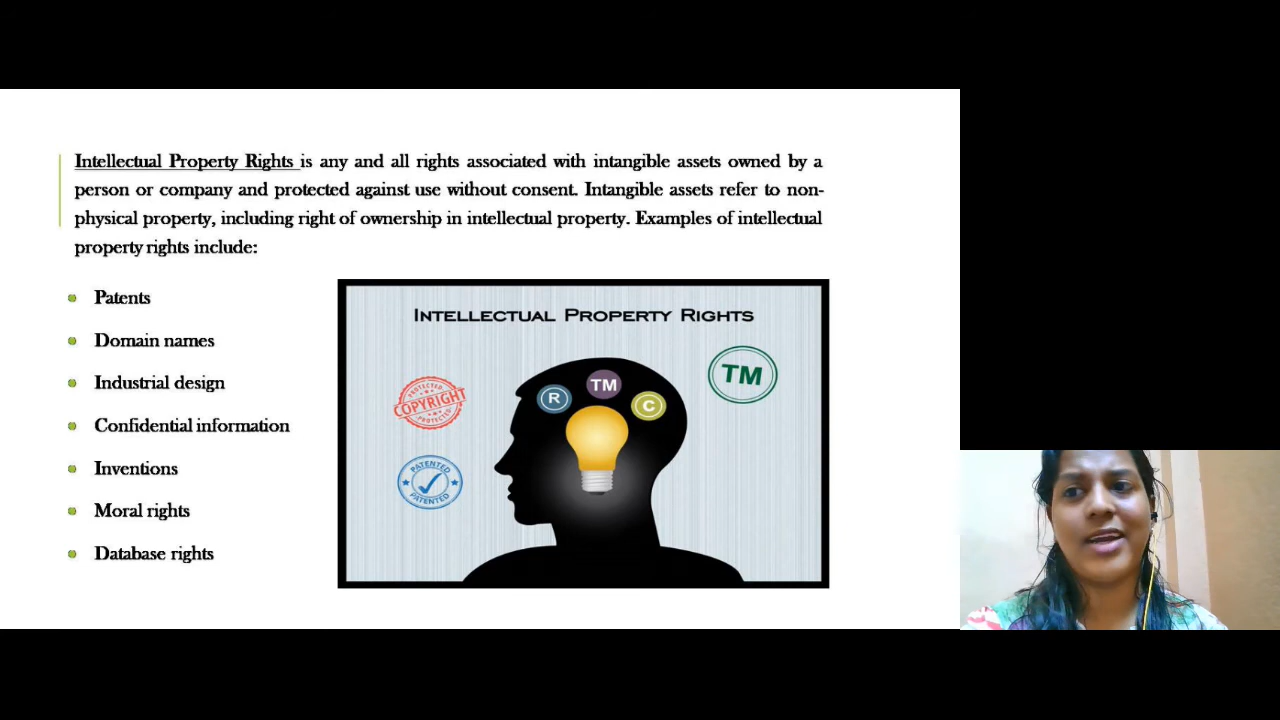 Intellectual Property Rights is any and all rights associated with intangible assets owned by a
person or company and protected against use without consent. Intangible assets refer to non-
physical property, including right of ownership in intellectual property. Examples of intellectual
property rights include:
Patents
Domain names
Industrial design
Confidential information
Inventions
Moral rights
Database rights
INTELLECTUAL PROPERTY RIGHTS
PROTECTED
COPYRIGHT
PROTECTED
R
TM
C
TM
PATENTED
PATENTED